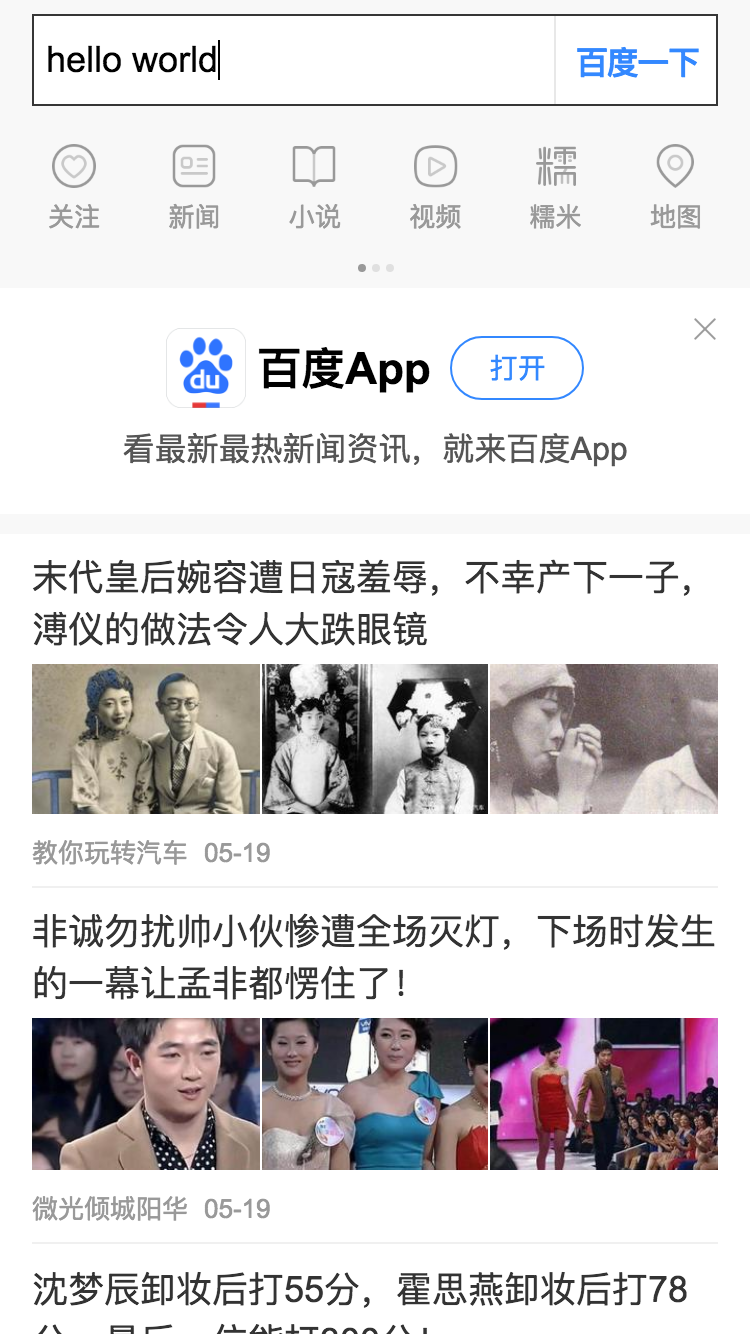 hello world 百度一下
关注 新闻 小说 视频 糯米 地图
du 百度App 打开
看最新最热新闻资讯，就来百度App
末代皇后婉容遭日寇羞辱，不幸产下一子，
溥仪的做法令人大跌眼镜
教你玩转汽车 05-19
非诚勿扰帅小伙惨遭全场灭灯，下场时发生
的一幕让孟非都愣住了！
微光倾城阳华 05-19
沈梦辰卸妆后打55分，霍思燕卸妆后打78